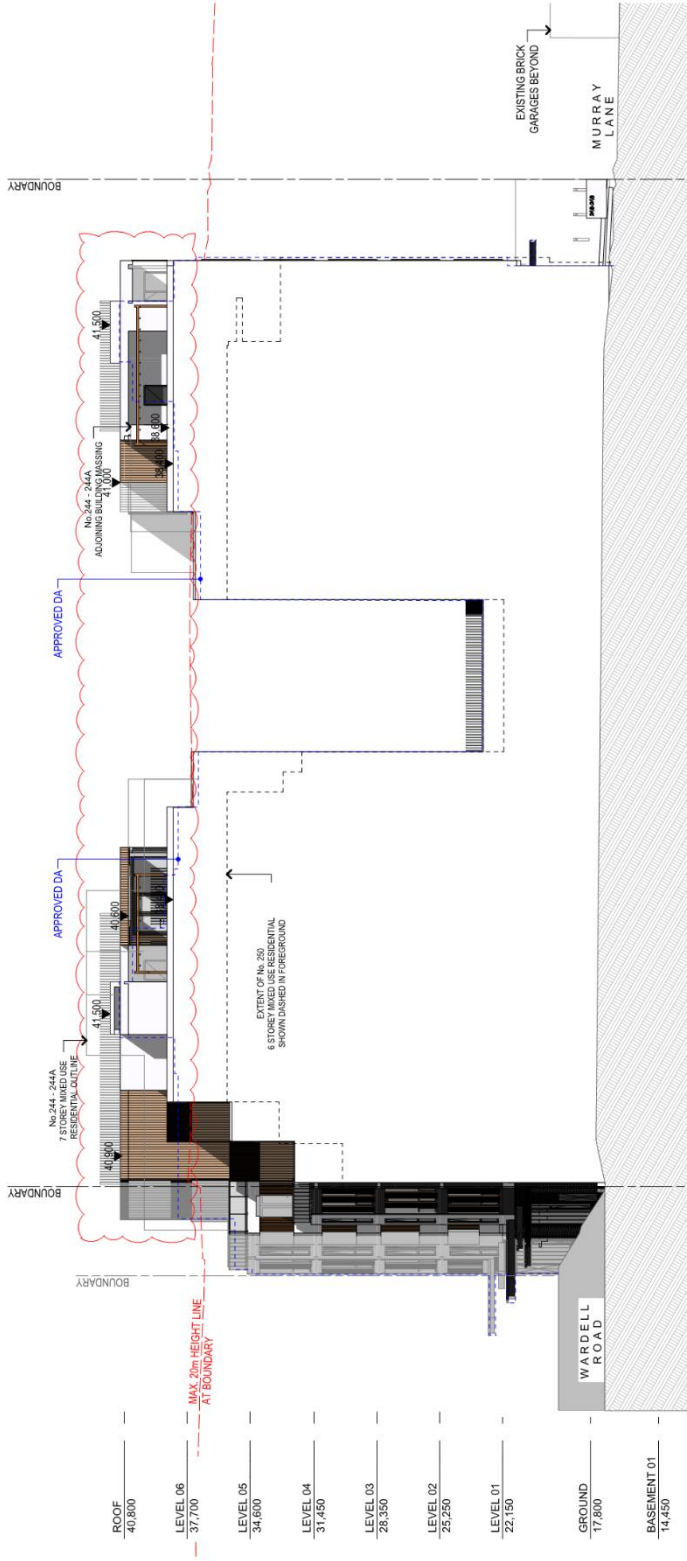 ROOF
40,800
LEVEL 06
37,700
LEVEL 05
34,600
LEVEL 04
31,450
LEVEL 03
28,350
LEVEL 02
25,250
LEVEL 01
22,150
GROUND
17,800
BASEMENT 01
14,450
MAX. 20m HEIGHT LINE
AT BOUNDARY
BOUNDARY
BOUNDARY
WARDELL
ROAD
40,900
No.244 - 244A
7 STOREY MIXED USE
RESIDENTIAL OUTLINE
41,500
40,600
APPROVED DA
EXTENT OF No. 250
6 STOREY MIXED USE RESIDENTIAL
SHOWN DASHED IN FOREGROUND
APPROVED DA
No.244 - 244A
ADJOINING BUILDING MASSING
41,000
38,400
38,600
41,500
BOUNDARY
EXISTING BRICK
GARAGES BEYOND
MURRAY
LANE